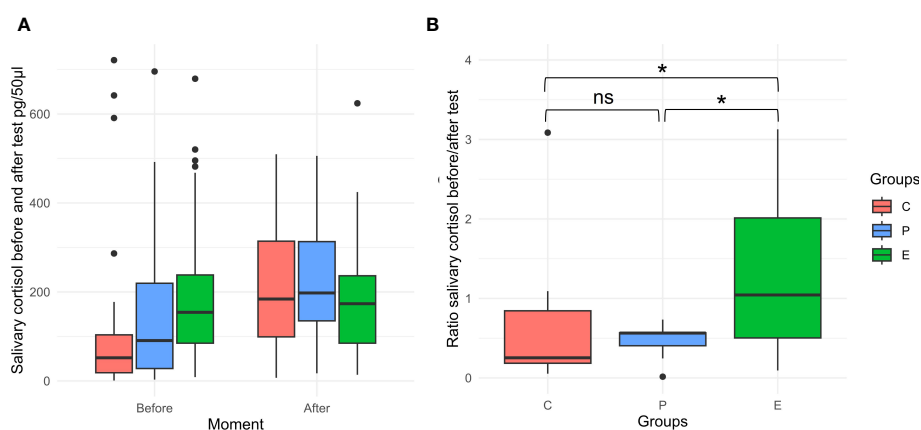 A
Salivary cortisol before and after test pg/50µl
600
400
200
0
Before
After
Moment
B
Ratio salivary cortisol before/after test
4
3
2
1
0
*
ns
*
C
P
E
Groups
Groups
C
P
E